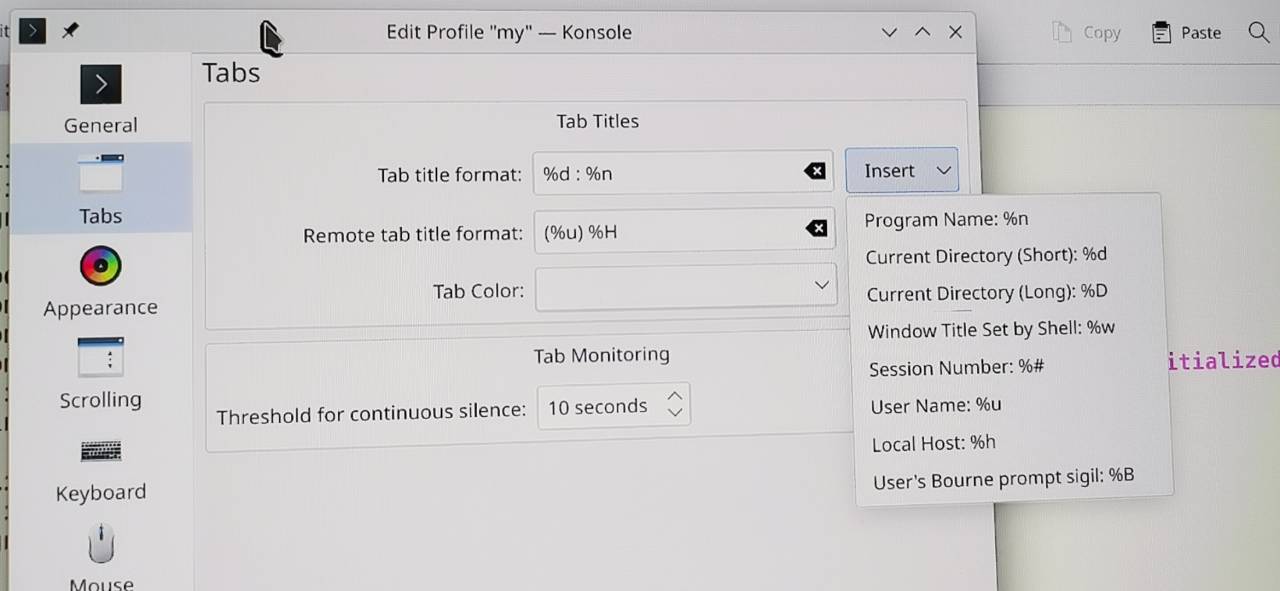 Edit Profile "my" — Konsole
Copy
Paste
Tabs
General
Tabs
Appearance
Scrolling
Keyboard
Mouse
Tab Titles
Tab title format: %d : %n
Insert
Remote tab title format: (%u) %H
Tab Color:
Tab Monitoring
Threshold for continuous silence: 10 seconds
Program Name: %n
Current Directory (Short): %d
Current Directory (Long): %D
Window Title Set by Shell: %w
Session Number: %#
User Name: %u
Local Host: %h
User's Bourne prompt sigil: %B
itialized